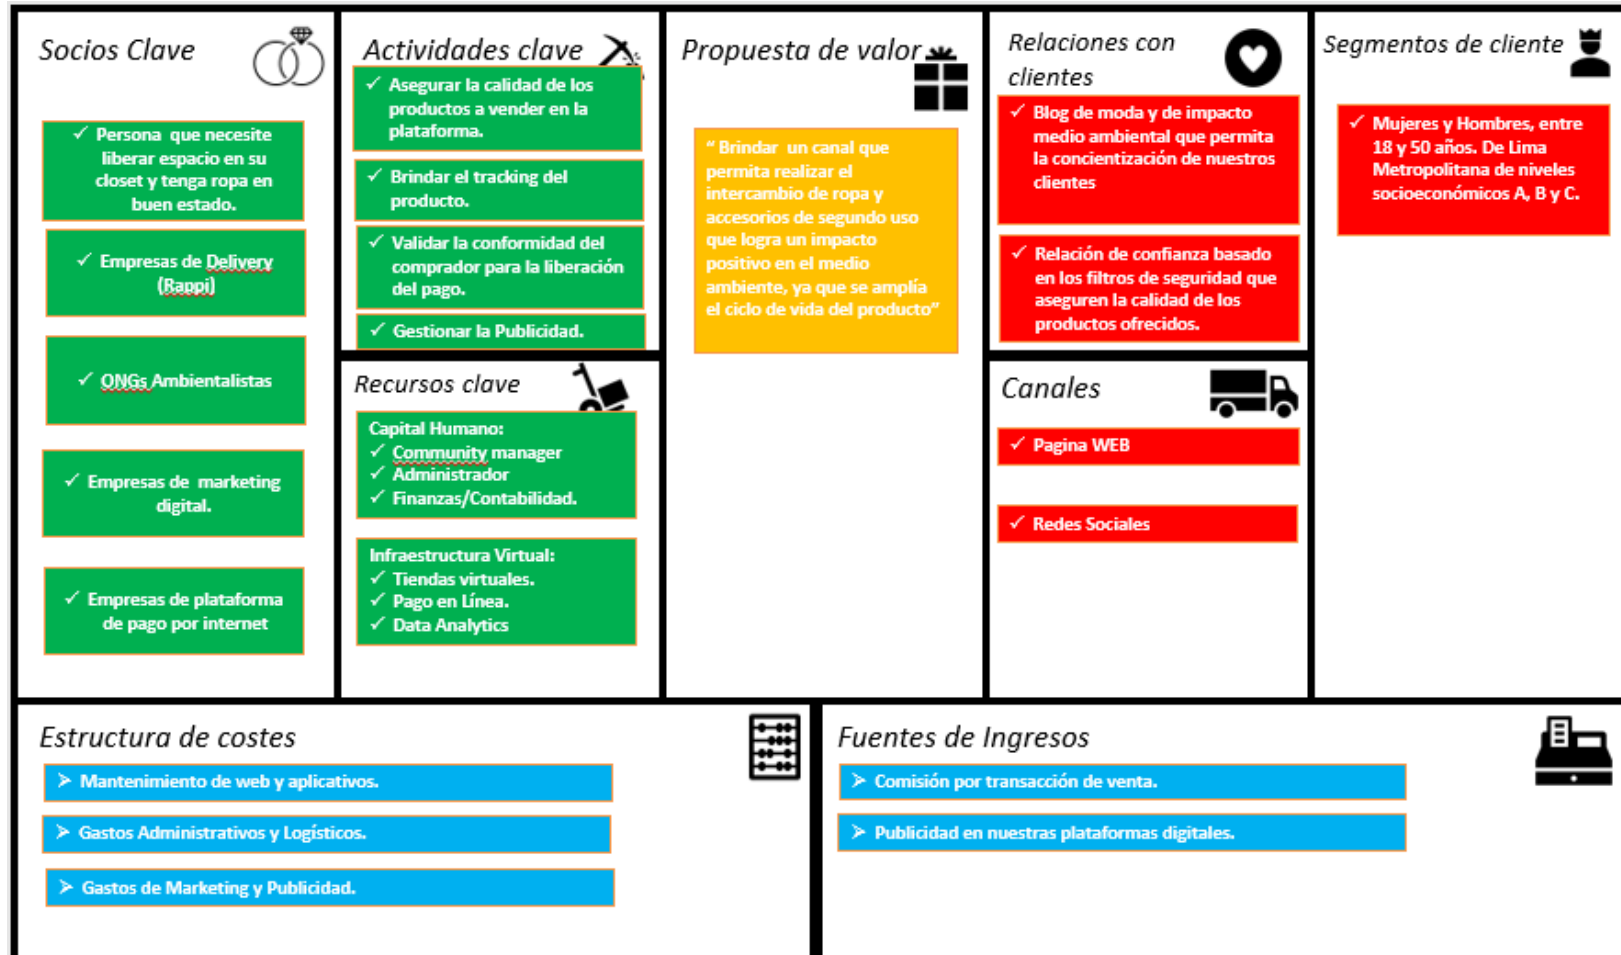 Socios Clave
✓ Persona que necesite
liberar espacio en su
closet y tenga ropa en
buen estado.
✓ Empresas de Delivery
(Rappi)
✓ ONGs Ambientalistas
✓ Empresas de marketing
digital.
✓ Empresas de plataforma
de pago por internet
Actividades clave
✓ Asegurar la calidad de los
productos a vender en la
plataforma.
✓ Brindar el tracking del
producto.
✓ Validar la conformidad del
comprador para la liberación
del pago.
✓ Gestionar la Publicidad.
Recursos clave
Capital Humano:
✓ Community manager
✓ Administrador
✓ Finanzas/Contabilidad.
Infraestructura Virtual:
✓ Tiendas virtuales.
✓ Pago en Línea.
✓ Data Analytics
Propuesta de valor
“ Brindar un canal que
permita realizar el
intercambio de ropa y
accesorios de segundo uso
que logra un impacto
positivo en el medio
ambiente, ya que se amplía
el ciclo de vida del producto”
Relaciones con
clientes
✓ Blog de moda y de impacto
medio ambiental que permita
la concientización de nuestros
clientes
✓ Relación de confianza basado
en los filtros de seguridad que
aseguren la calidad de los
productos ofrecidos.
Canales
✓ Pagina WEB
✓ Redes Sociales
Segmentos de cliente
✓ Mujeres y Hombres, entre
18 y 50 años. De Lima
Metropolitana de niveles
socioeconómicos A, B y C.
Estructura de costes
➢ Mantenimiento de web y aplicativos.
➢ Gastos Administrativos y Logísticos.
➢ Gastos de Marketing y Publicidad.
Fuentes de Ingresos
➢ Comisión por transacción de venta.
➢ Publicidad en nuestras plataformas digitales.